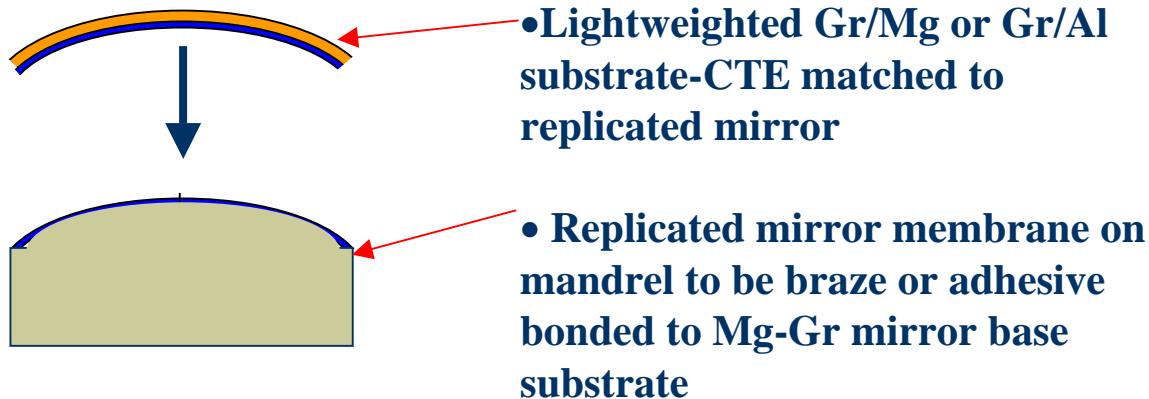 •Lightweighted Gr/Mg or Gr/Al
substrate-CTE matched to
replicated mirror
• Replicated mirror membrane on
mandrel to be braze or adhesive
bonded to Mg-Gr mirror base
substrate